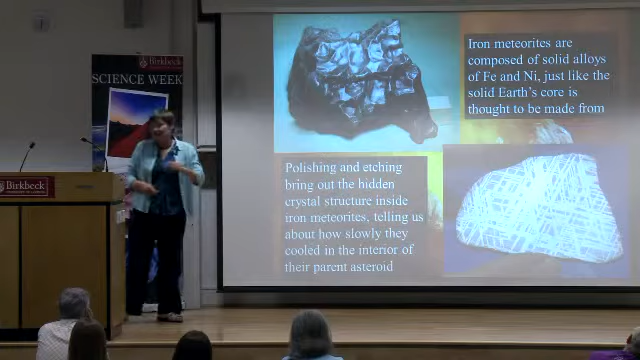 Birkbeck
SCIENCE WEEK
Iron meteorites are
composed of solid alloys
of Fe and Ni, just like the
solid Earth's core is
thought to be made from
Polishing and etching
bring out the hidden
crystal structure inside
iron meteorites, telling us
about how slowly they
cooled in the interior of
their parent asteroid
Birkbeck